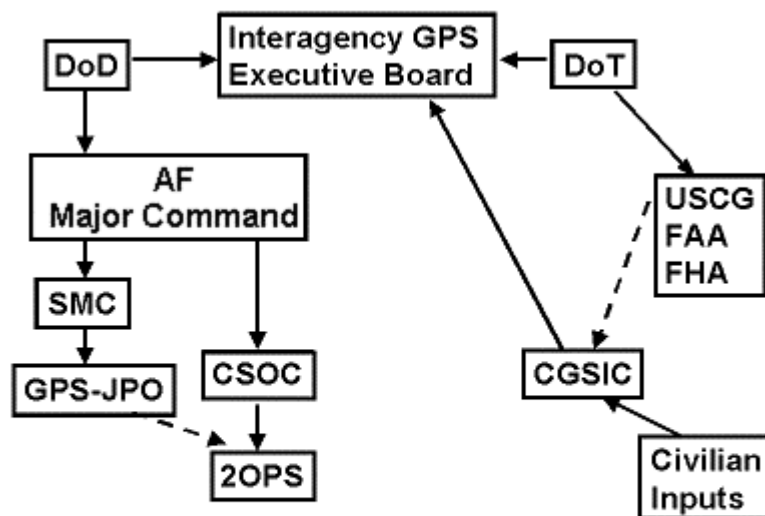 Interagency GPS
Executive Board
DoD
DoT
AF
Major Command
USCG
FAA
FHA
SMC
GPS-JPO
CSOC
CGSIC
2OPS
Civilian
Inputs